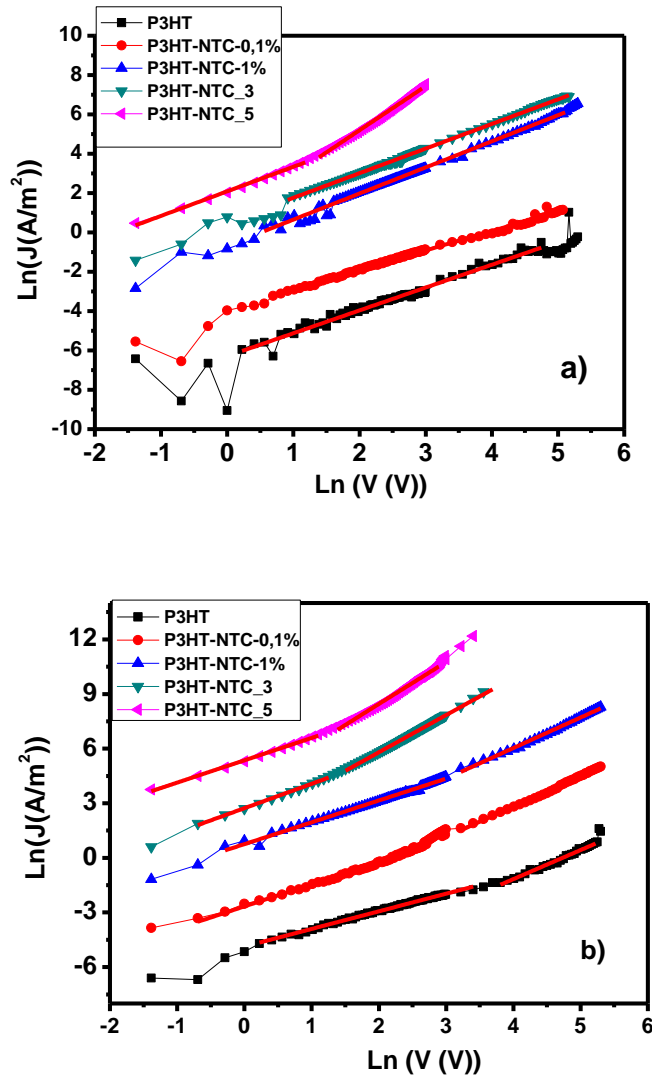 P3HT
P3HT-NTC-0,1%
P3HT-NTC-1%
P3HT-NTC_3
P3HT-NTC_5
10
8
6
4
2
0
-2
-4
-6
-8
-10
Ln(J(A/m²))
a)
-2 -1 0 1 2 3 4 5 6
Ln (V (V))
P3HT
P3HT-NTC-0,1%
P3HT-NTC-1%
P3HT-NTC_3
P3HT-NTC_5
12
9
6
3
0
-3
-6
Ln(J(A/m²))
b)
-2 -1 0 1 2 3 4 5 6
Ln (V (V))